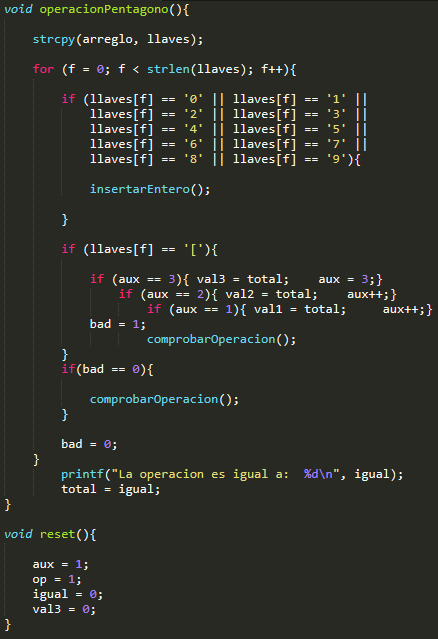 void operacionPentagono(){
strcpy(arreglo, llaves);
for (f = 0; f < strlen(llaves); f++){
if (llaves[f] == '0' || llaves[f] == '1' ||
llaves[f] == '2' || llaves[f] == '3' ||
llaves[f] == '4' || llaves[f] == '5' ||
llaves[f] == '6' || llaves[f] == '7' ||
llaves[f] == '8' || llaves[f] == '9'){
insertarEntero();
}
if (llaves[f] == '['){
if (aux == 3){ val3 = total;    aux = 3;}
if (aux == 2){ val2 = total;    aux++;}
if (aux == 1){ val1 = total;     aux++;}
bad = 1;
comprobarOperacion();
}
if(bad == 0){
comprobarOperacion();
}
bad = 0;
}
printf("La operacion es igual a:  %d\n", igual);
total = igual;
}
void reset(){
aux = 1;
op = 1;
igual = 0;
val3 = 0;
}